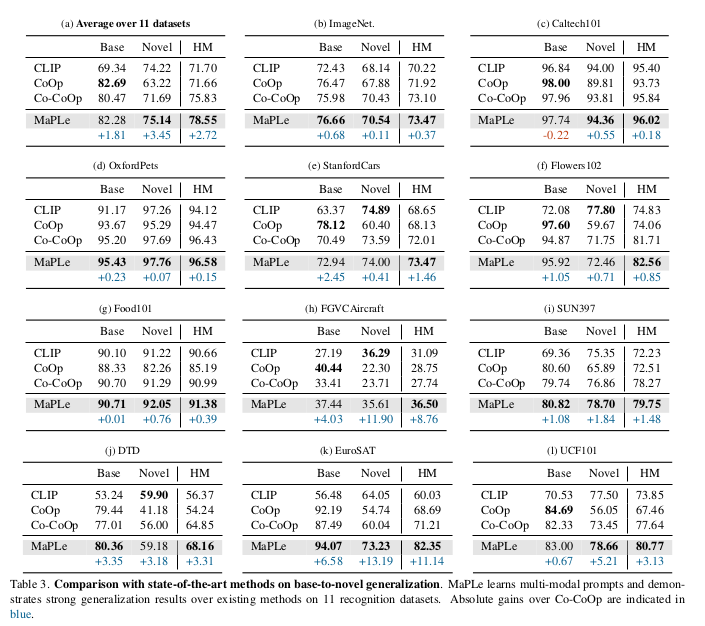 (a) Average over 11 datasets
Base Novel HM
CLIP 69.34 74.22 71.70
CoOp 82.69 63.22 71.66
Co-CoOp 80.47 71.69 75.83
MaPLe 82.28 75.14 78.55
+1.81 +3.45 +2.72
(b) ImageNet.
Base Novel HM
CLIP 72.43 68.14 70.22
CoOp 76.47 67.88 71.92
Co-CoOp 75.98 70.43 73.10
MaPLe 76.66 70.54 73.47
+0.68 +0.11 +0.37
(c) Caltech101
Base Novel HM
CLIP 96.84 94.00 95.40
CoOp 98.00 89.81 93.73
Co-CoOp 97.96 93.81 95.84
MaPLe 97.74 94.36 96.02
-0.22 +0.55 +0.18
(d) OxfordPets
Base Novel HM
CLIP 91.17 97.26 94.12
CoOp 93.67 95.29 94.47
Co-CoOp 95.20 97.69 96.43
MaPLe 95.43 97.76 96.58
+0.23 +0.07 +0.15
(e) StanfordCars
Base Novel HM
CLIP 63.37 74.89 68.65
CoOp 78.12 60.40 68.13
Co-CoOp 70.49 73.59 72.01
MaPLe 72.94 74.00 73.47
+2.45 +0.41 +1.46
(f) Flowers102
Base Novel HM
CLIP 72.08 77.80 74.83
CoOp 97.60 59.67 74.06
Co-CoOp 94.87 71.75 81.71
MaPLe 95.92 72.46 82.56
+1.05 +0.71 +0.85
(g) Food101
Base Novel HM
CLIP 90.10 91.22 90.66
CoOp 88.33 82.26 85.19
Co-CoOp 90.70 91.29 90.99
MaPLe 90.71 92.05 91.38
+0.01 +0.76 +0.39
(h) FGVCAircraft
Base Novel HM
CLIP 27.19 36.29 31.09
CoOp 40.44 22.30 28.75
Co-CoOp 33.41 23.71 27.74
MaPLe 37.44 35.61 36.50
+4.03 +11.90 +8.76
(i) SUN397
Base Novel HM
CLIP 69.36 75.35 72.23
CoOp 80.60 65.89 72.51
Co-CoOp 79.74 76.86 78.27
MaPLe 80.82 78.70 79.75
+1.08 +1.84 +1.48
(j) DTD
Base Novel HM
CLIP 53.24 59.90 56.37
CoOp 79.44 41.18 54.24
Co-CoOp 77.01 56.00 64.85
MaPLe 80.36 59.18 68.16
+3.35 +3.18 +3.31
(k) EuroSAT
Base Novel HM
CLIP 56.48 64.05 60.03
CoOp 92.19 54.74 68.69
Co-CoOp 87.49 60.04 71.21
MaPLe 94.07 73.23 82.35
+6.58 +13.19 +11.14
(l) UCF101
Base Novel HM
CLIP 70.53 77.50 73.85
CoOp 84.69 56.05 67.46
Co-CoOp 82.33 73.45 77.64
MaPLe 83.00 78.66 80.77
+0.67 +5.21 +3.13
Table 3. Comparison with state-of-the-art methods on base-to-novel generalization. MaPLe learns multi-modal prompts and demon-
strates strong generalization results over existing methods on 11 recognition datasets. Absolute gains over Co-CoOp are indicated in
blue.